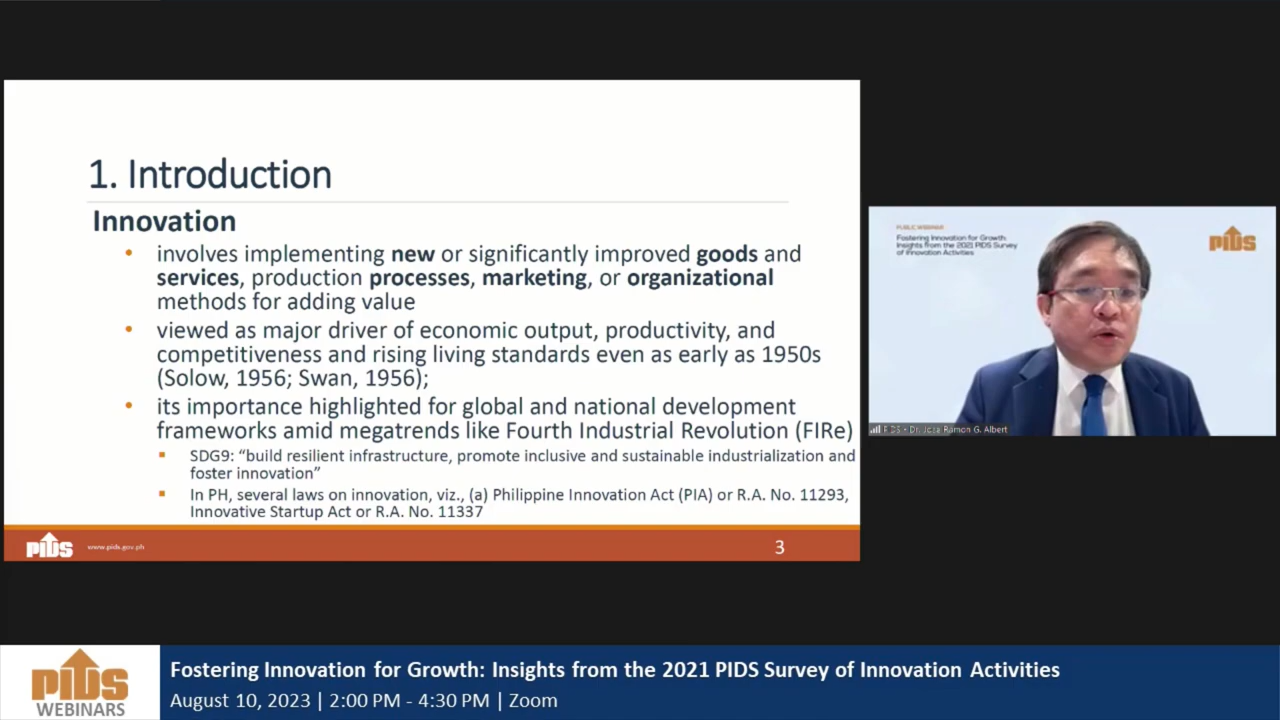 1. Introduction
Innovation
• involves implementing new or significantly improved goods and
services, production processes, marketing, or organizational
methods for adding value
• viewed as major driver of economic output, productivity, and
competitiveness and rising living standards even as early as 1950s
(Solow, 1956; Swan, 1956);
• its importance highlighted for global and national development
frameworks amid megatrends like Fourth Industrial Revolution (FIRe)
▪ SDG9: “build resilient infrastructure, promote inclusive and sustainable industrialization and
foster innovation”
▪ In PH, several laws on innovation, viz., (a) Philippine Innovation Act (PIA) or R.A. No. 11293,
Innovative Startup Act or R.A. No. 11337
PIDS
www.pids.gov.ph
3
PUBLIC WEBINAR
Fostering Innovation for Growth:
Insights from the 2021 PIDS Survey
of Innovation Activities
PIDS
PIDS - Dr. Jose Ramon G. Albert
PIDS
WEBINARS
Fostering Innovation for Growth: Insights from the 2021 PIDS Survey of Innovation Activities
August 10, 2023 | 2:00 PM - 4:30 PM | Zoom